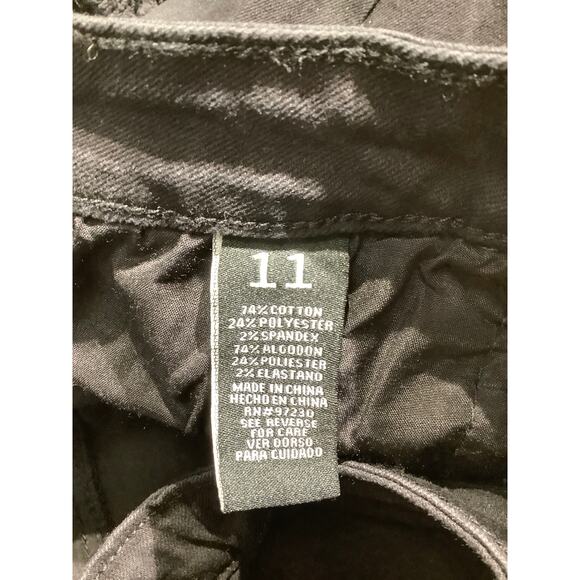 11
74% COTTON
24% POLYESTER
2% SPANDEX
74% ALGODON
24% POLIESTER
2% ELASTANO
MADE IN CHINA
HECHO EN CHINA
RN#97230
SEE REVERSE
FOR CARE
VER DORSO
PARA CUIDADO